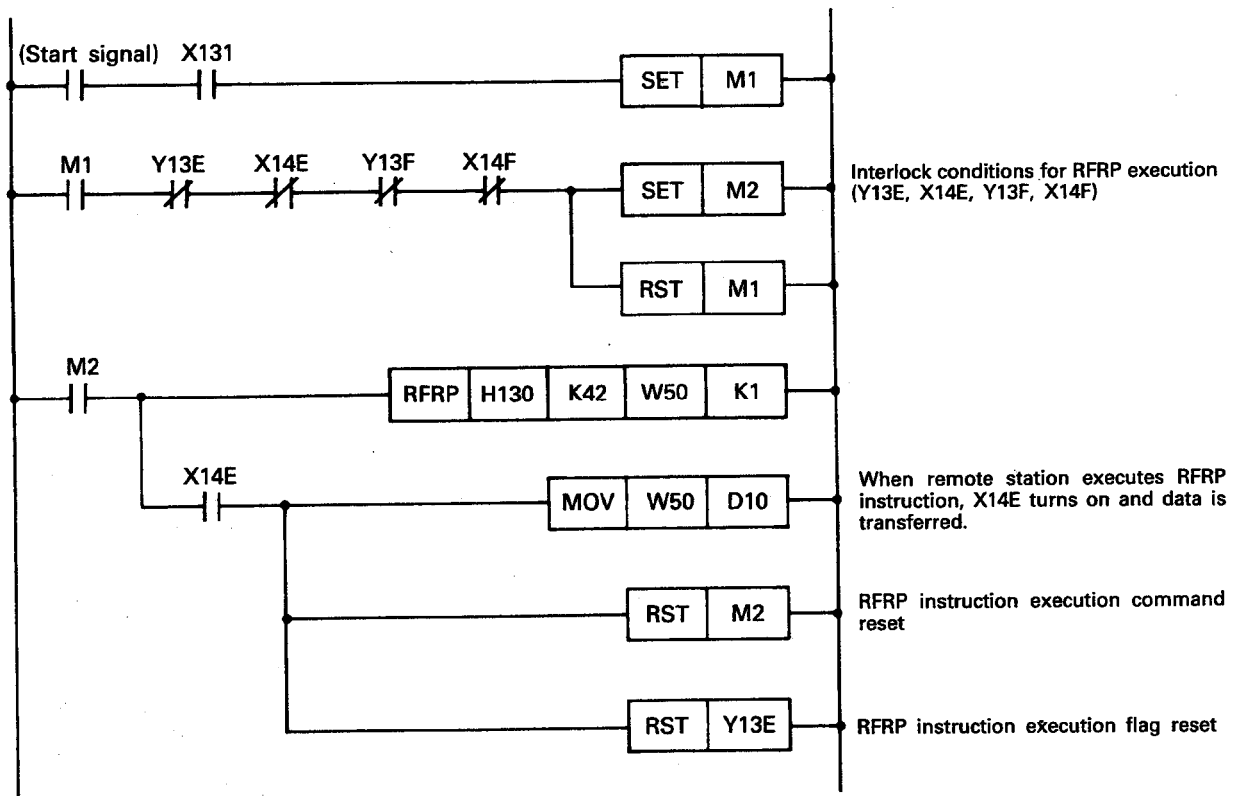 (Start signal) X131
SET M1
M1 Y13E X14E Y13F X14F
SET M2
Interlock conditions for RFRP execution
(Y13E, X14E, Y13F, X14F)
RST M1
M2
RFRP H130 K42 W50 K1
X14E
MOV W50 D10
When remote station executes RFRP
instruction, X14E turns on and data is
transferred.
RST M2
RFRP instruction execution command
reset
RST Y13E
RFRP instruction execution flag reset